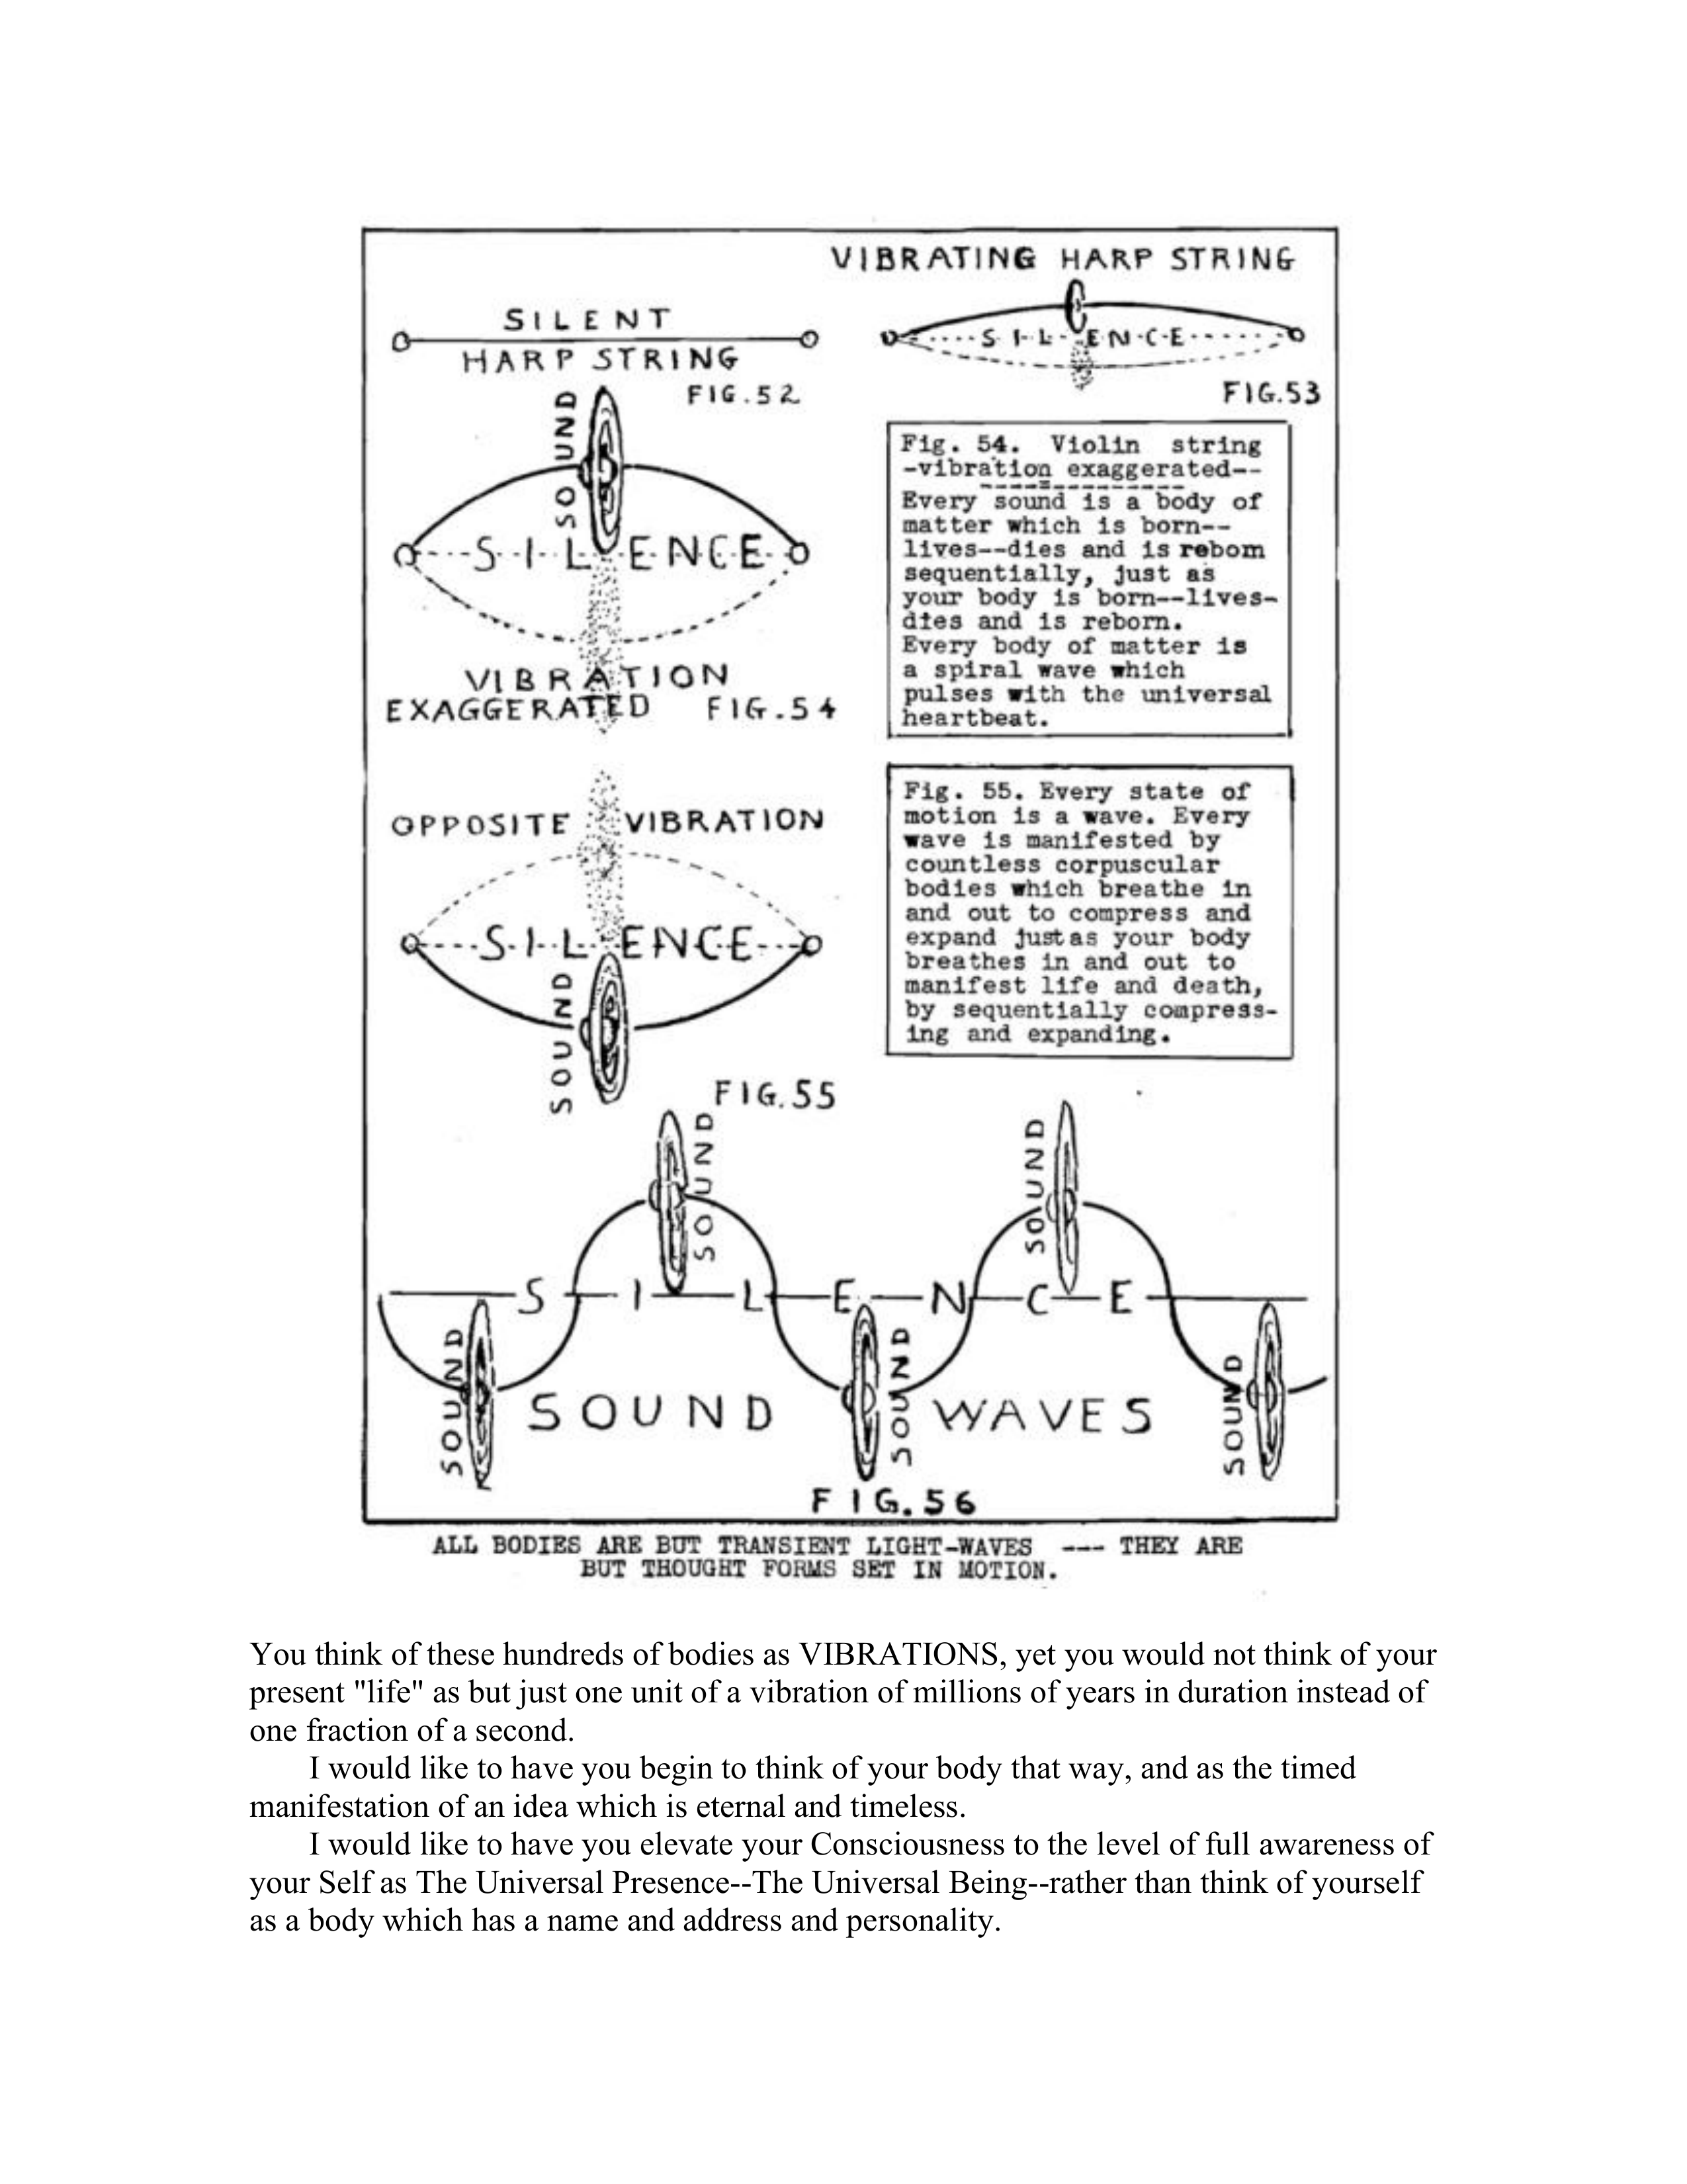 VIBRATING HARP STRING
SILENT
HARP STRING
FIG.52
S-I-L-ENCE
FIG.53
SOUND
SILENCE
VIBRATION
EXAGGERATED FIG.54
Fig. 54. Violin string
-vibration exaggerated--
Every sound is a body of
matter which is born--
lives--dies and is rebom
sequentially, just as
your body is born--lives-
dies and is reborn.
Every body of matter is
a spiral wave which
pulses with the universal
heartbeat.
OPPOSITE VIBRATION
SILENCE
SOUND
FIG.55
Fig. 55. Every state of
motion is a wave. Every
wave is manifested by
countless corpuscular
bodies which breathe in
and out to compress and
expand just as your body
breathes in and out to
manifest life and death,
by sequentially compress-
ing and expanding.
SOUND
SOUND
SILENCE
SOUND
SOUND
SOUND
SOUND WAVES
FIG.56
ALL BODIES ARE BUT TRANSIENT LIGHT-WAVES --- THEY ARE
BUT THOUGHT FORMS SET IN MOTION.
You think of these hundreds of bodies as VIBRATIONS, yet you would not think of your
present "life" as but just one unit of a vibration of millions of years in duration instead of
one fraction of a second.
I would like to have you begin to think of your body that way, and as the timed
manifestation of an idea which is eternal and timeless.
I would like to have you elevate your Consciousness to the level of full awareness of
your Self as The Universal Presence--The Universal Being--rather than think of yourself
as a body which has a name and address and personality.